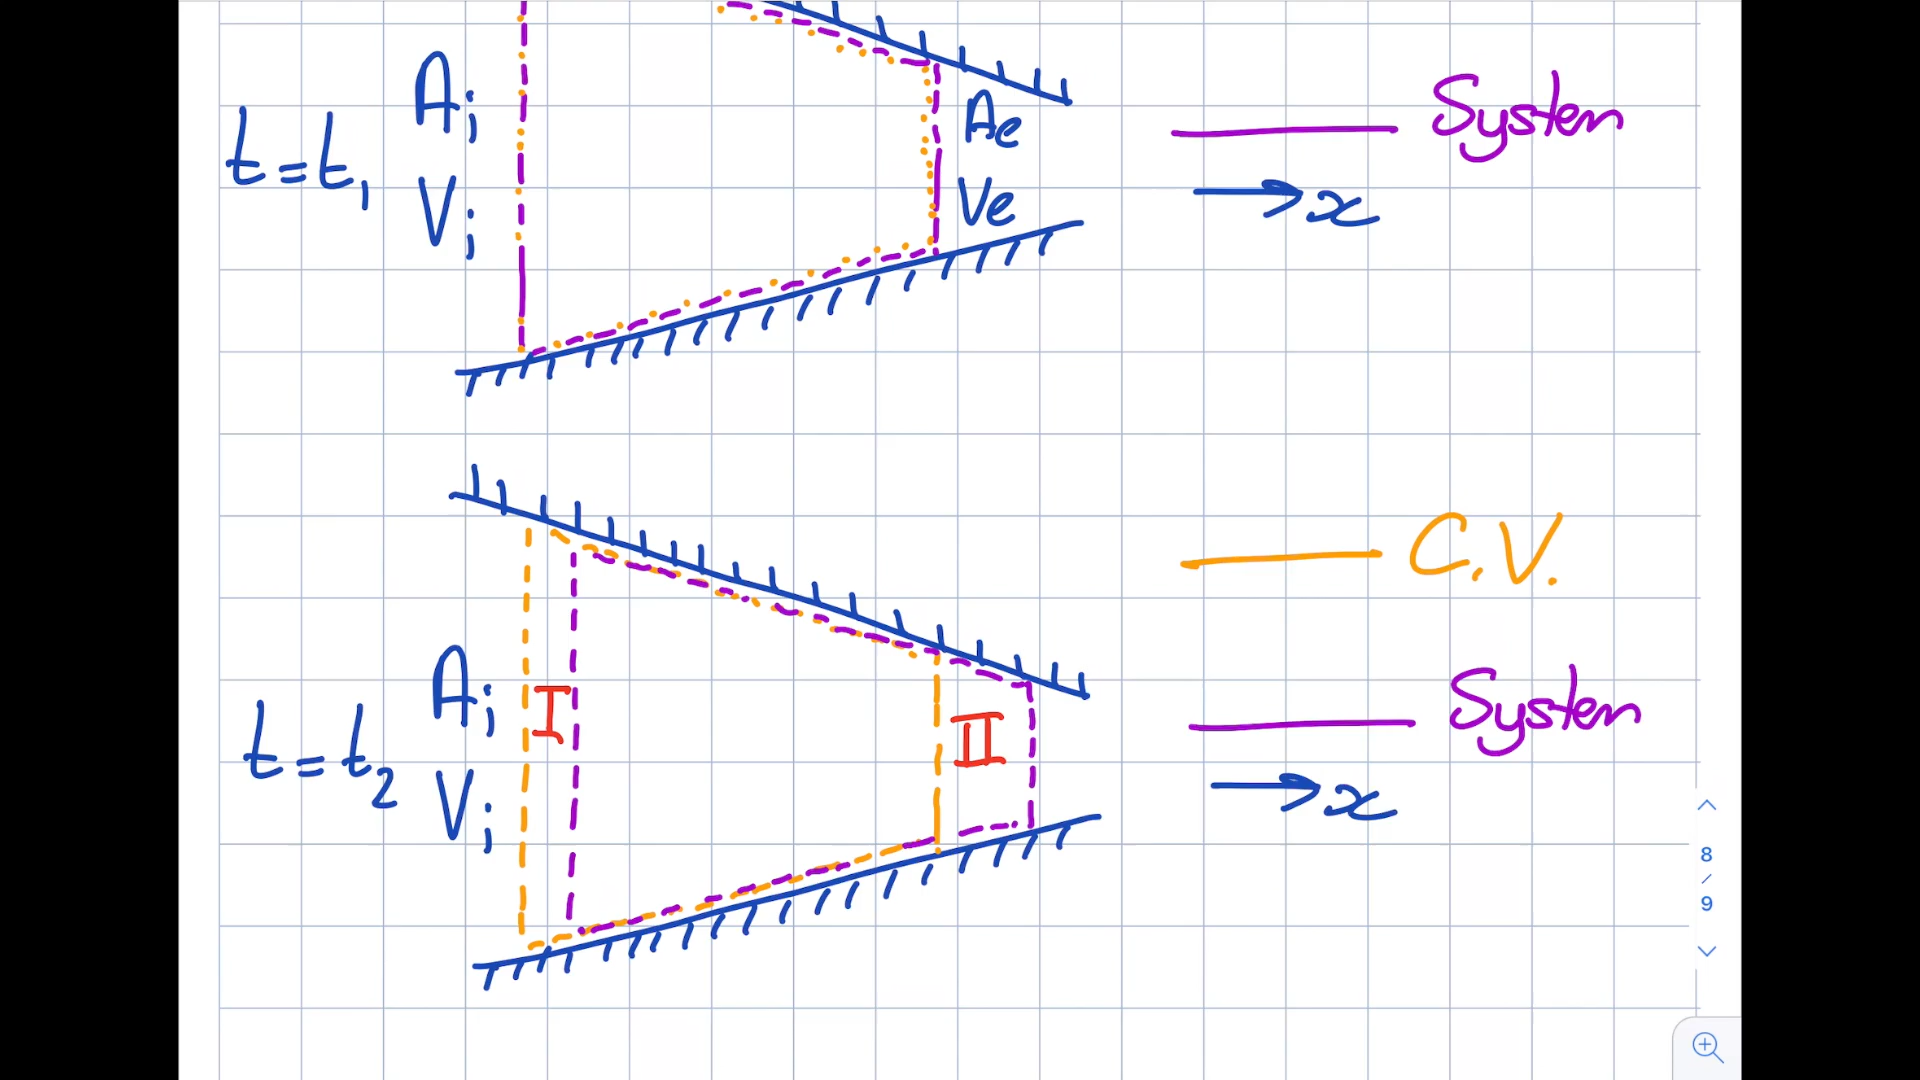 t=t₁
Ai
Vi
Ae
Ve
System
x
C.V.
t=t₂
Ai
Vi
I
II
System
x
8
/
9